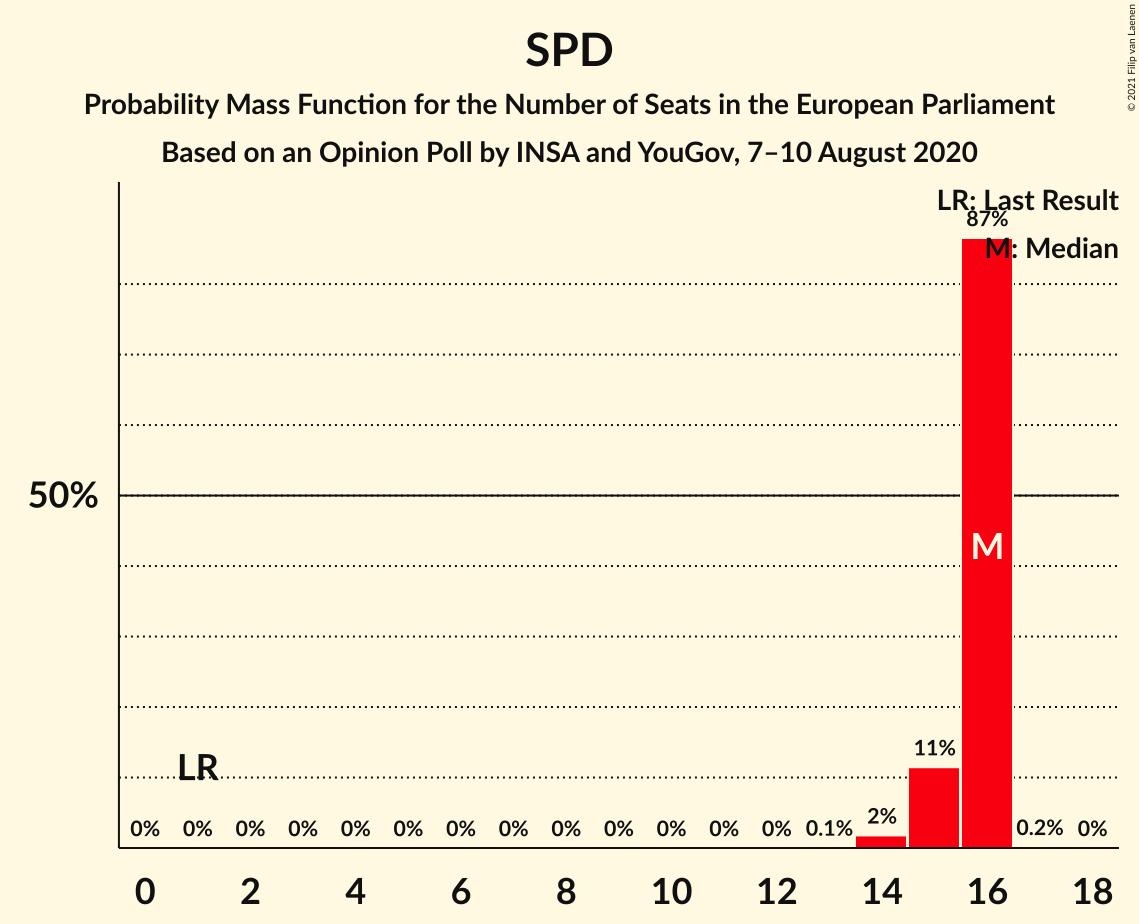 SPD
Probability Mass Function for the Number of Seats in the European Parliament
Based on an Opinion Poll by INSA and YouGov, 7–10 August 2020
© 2021 Filip van Laenen
LR: Last Result
87%
M: Median
50%
M
11%
LR
2%
0% 0% 0% 0% 0% 0% 0% 0% 0% 0% 0% 0% 0% 0.1% 0.2% 0%
0 2 4 6 8 10 12 14 16 18